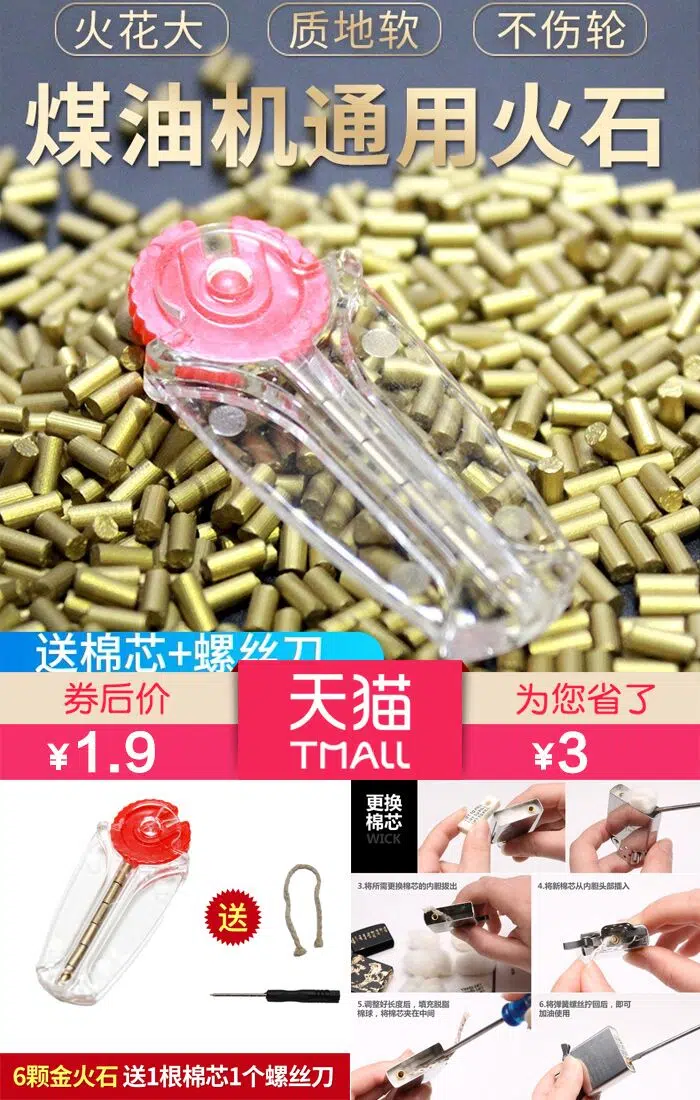 火花大 质地软 不伤轮
煤油机通用火石
送棉芯+螺丝刀
券后价
¥1.9
天猫
TMALL
为您省了
¥3
送
6颗金火石 送1根棉芯1个螺丝刀
更换
棉芯
WICK
3.将所需更换棉芯的内胆拔出
4.将新棉芯从内胆头部插入
5.调整好长度后，填充脱脂
棉球，将棉芯夹在中间
6.将弹簧螺丝拧回后，即可
加油使用